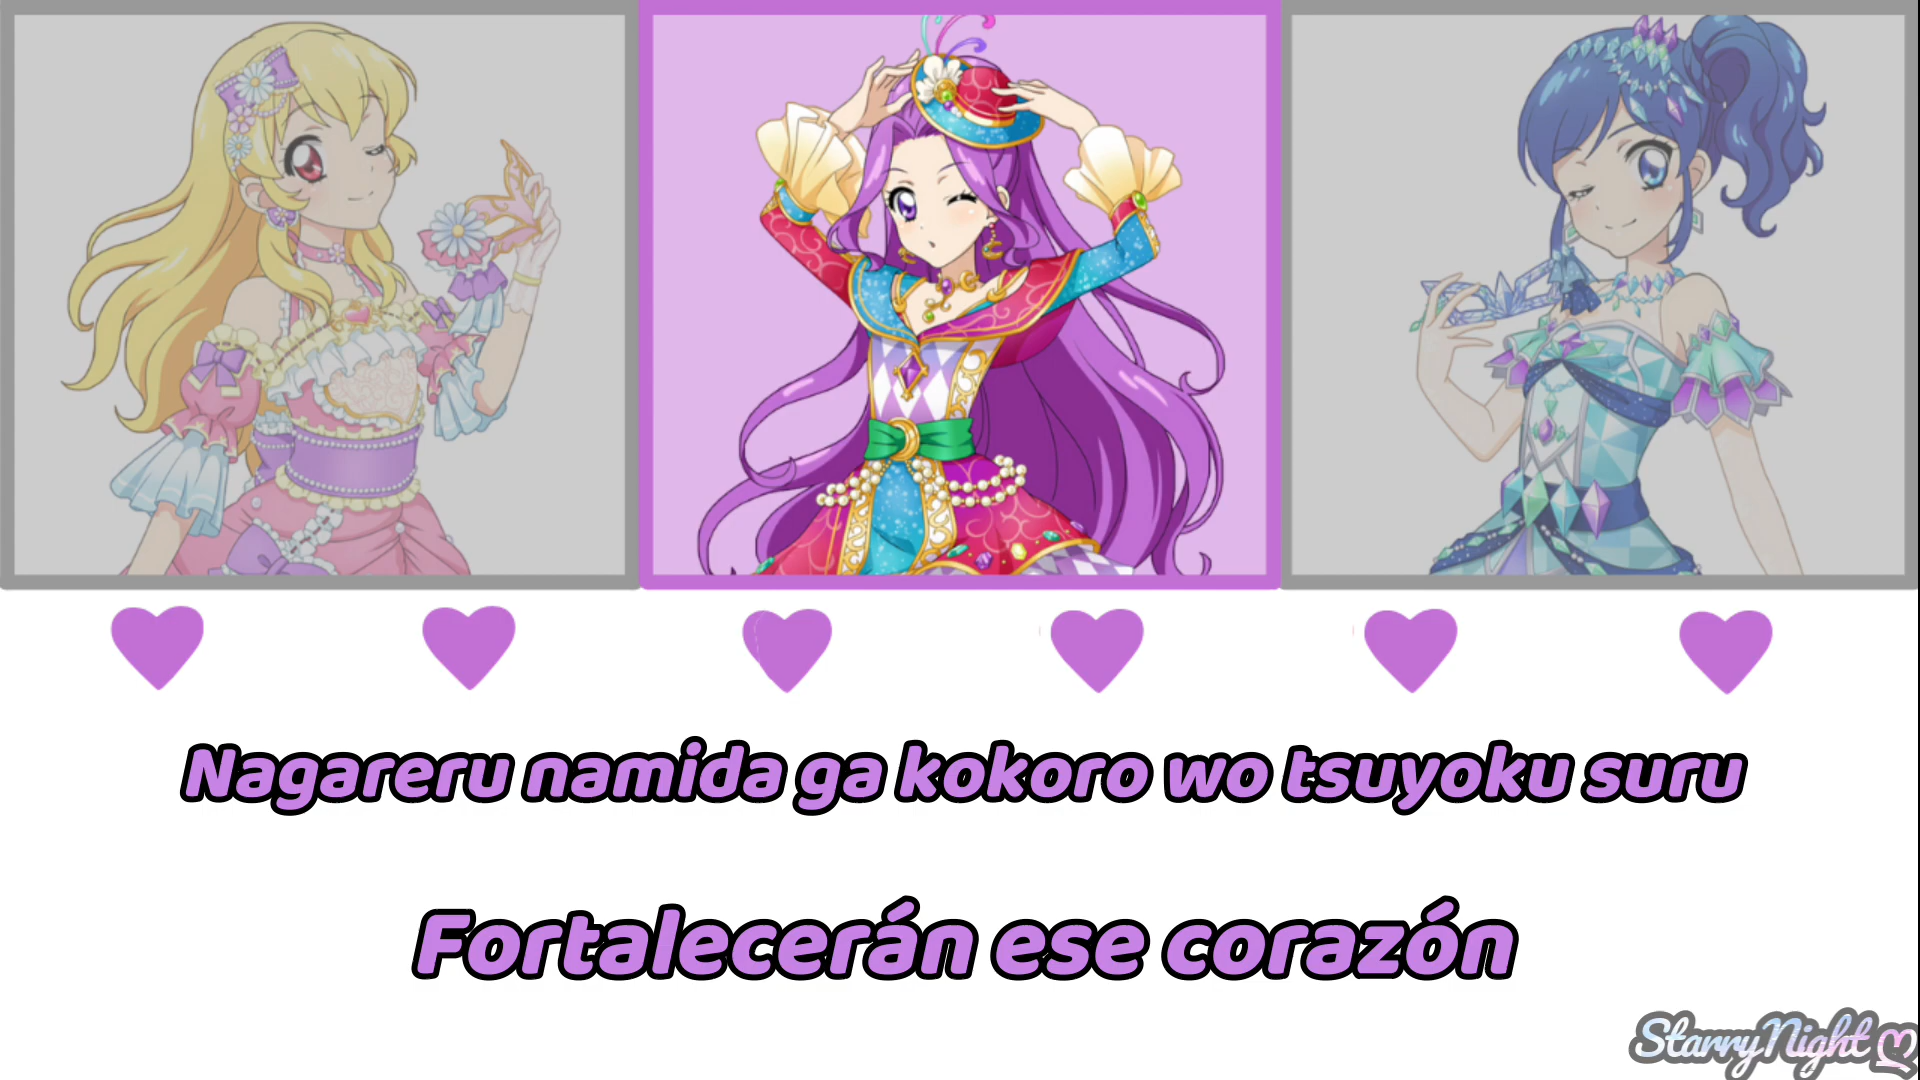 Nagareru namida ga kokoro wo tsuyoku suru
Fortalecerán ese corazón
StarryNight